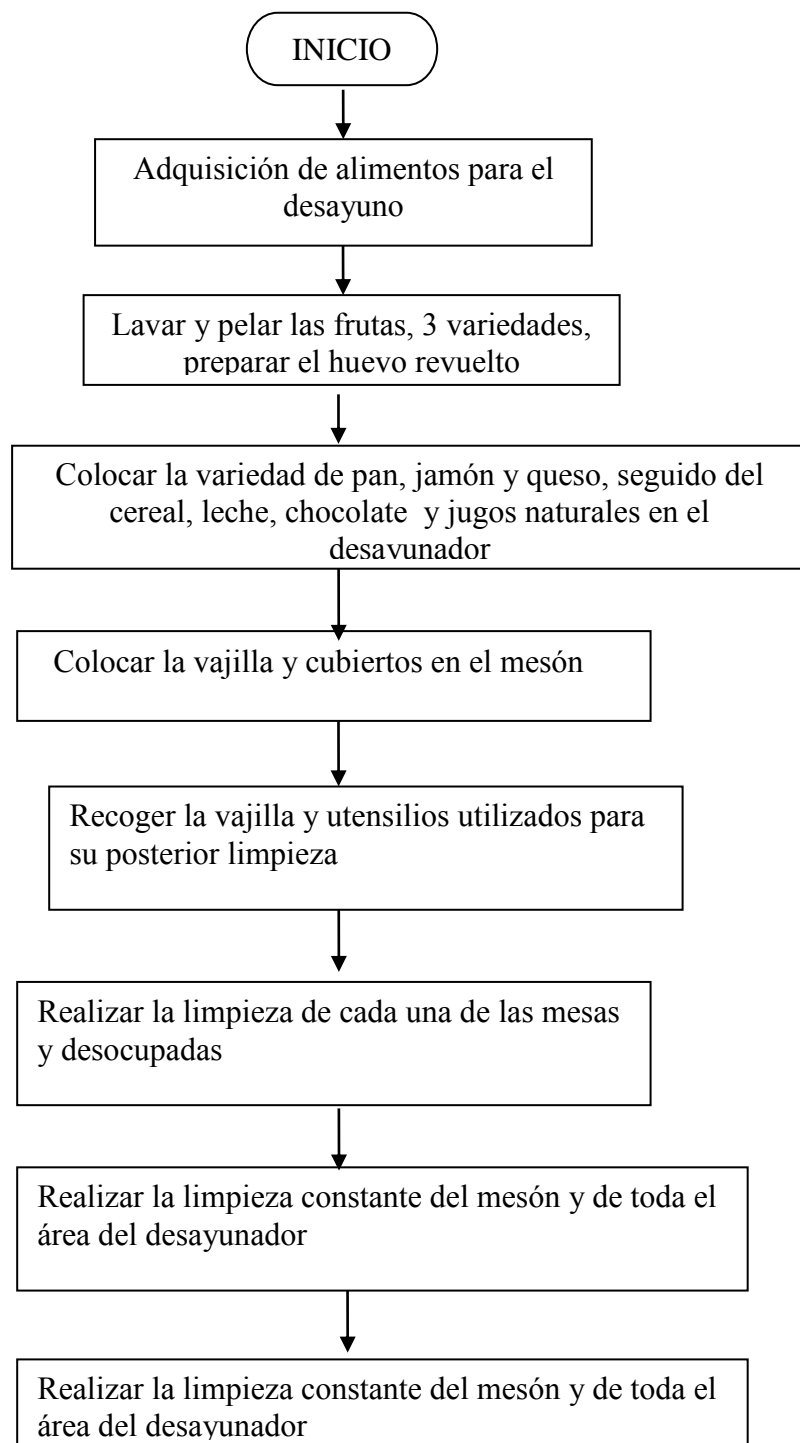 INICIO
Adquisición de alimentos para el
desayuno
Lavar y pelar las frutas, 3 variedades,
preparar el huevo revuelto
Colocar la variedad de pan, jamón y queso, seguido del
cereal, leche, chocolate y jugos naturales en el
desayunador
Colocar la vajilla y cubiertos en el mesón
Recoger la vajilla y utensilios utilizados para
su posterior limpieza
Realizar la limpieza de cada una de las mesas
y desocupadas
Realizar la limpieza constante del mesón y de toda el
área del desayunador
Realizar la limpieza constante del mesón y de toda el
área del desayunador